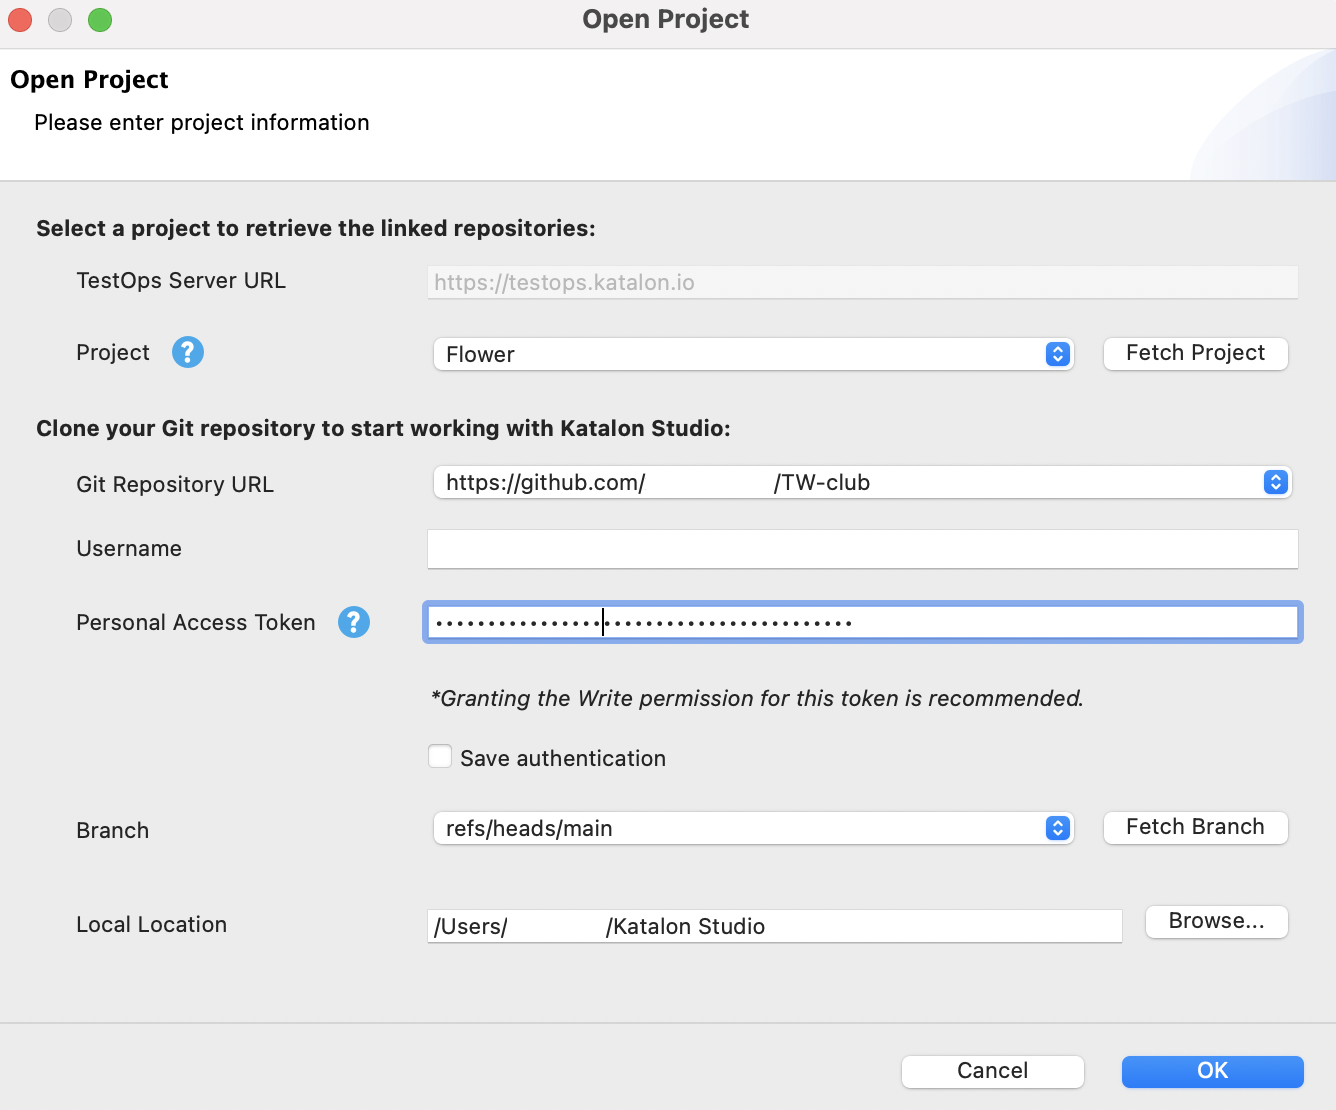 Open Project
Open Project
Please enter project information
Select a project to retrieve the linked repositories:
TestOps Server URL https://testops.katalon.io
Project ? Flower Fetch Project
Clone your Git repository to start working with Katalon Studio:
Git Repository URL https://github.com/ /TW-club
Username
Personal Access Token ? ••••••••••••••••••••••••••••••••••••••••
*Granting the Write permission for this token is recommended.
Save authentication
Branch refs/heads/main Fetch Branch
Local Location /Users/ /Katalon Studio Browse...
Cancel OK